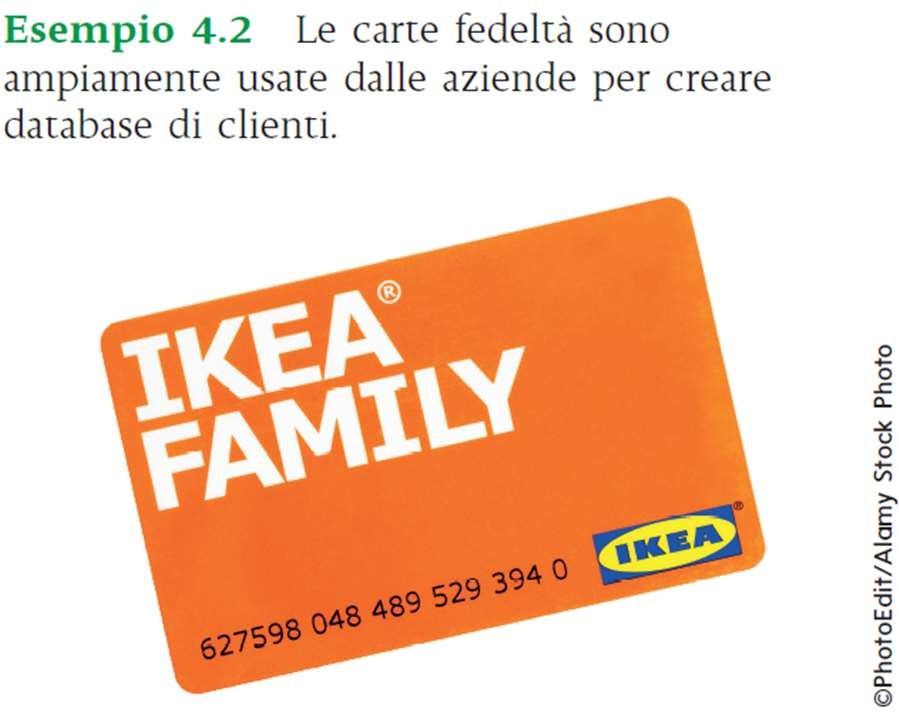 Esempio 4.2 Le carte fedeltà sono
ampiamente usate dalle aziende per creare
database di clienti.
IKEA®
FAMILY
IKEA®
627598 048 489 529 394 0
©PhotoEdit/Alamy Stock Photo